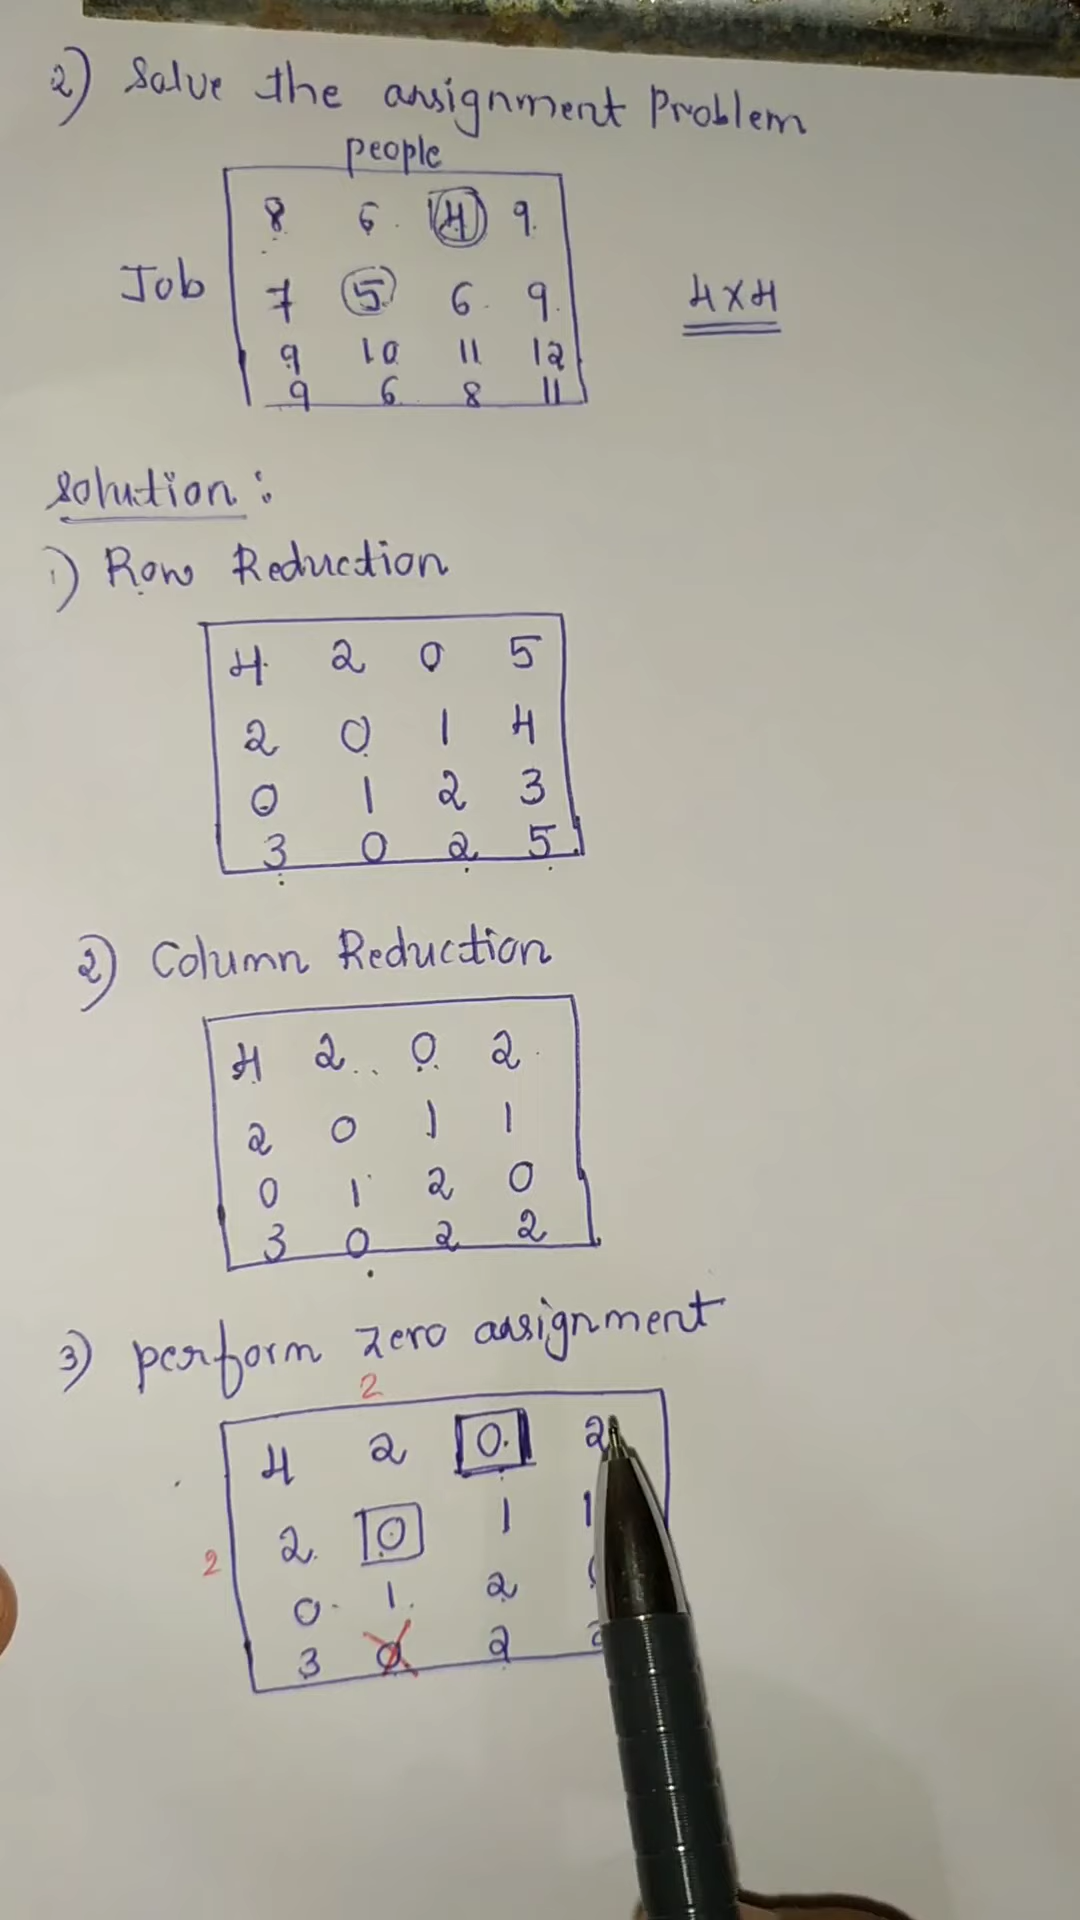 2) Solve the assignment Problem
people
8 6 4 9
Job 7 5 6 9 4×4
9 10 11 12
9 6 8 11
Solution :
1) Row Reduction
4 2 0 5
2 0 1 4
0 1 2 3
3 0 2 5
2) Column Reduction
4 2 0 2
2 0 1 1
0 1 2 0
3 0 2 2
3) perform zero assignment
2
4 2 0 2
2 2 0 1 1
0 1 2
3 0 2